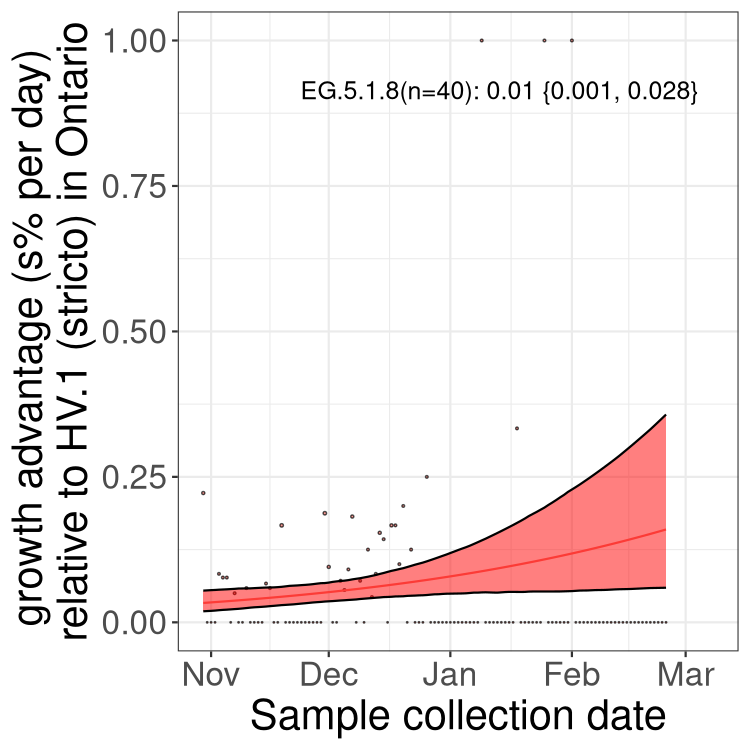 growth advantage (s% per day)
relative to HV.1 (stricto) in Ontario
1.00
0.75
0.50
0.25
0.00
EG.5.1.8(n=40): 0.01 {0.001, 0.028}
Nov Dec Jan Feb Mar
Sample collection date